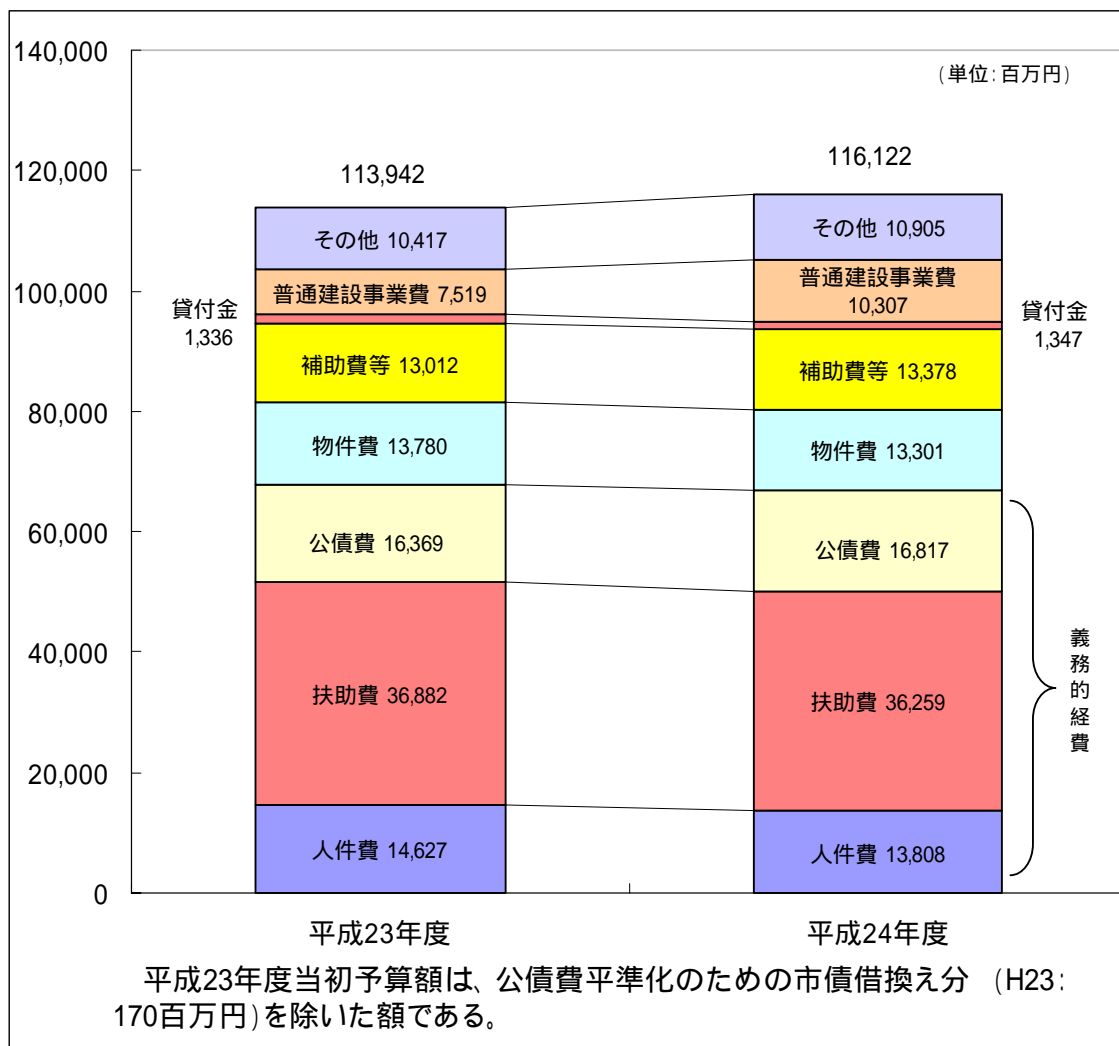 140,000
(単位:百万円)
120,000
100,000
80,000
60,000
40,000
20,000
0
113,942
その他 10,417
普通建設事業費 7,519
貸付金
1,336
補助費等 13,012
物件費 13,780
公債費 16,369
扶助費 36,882
人件費 14,627
平成23年度
116,122
その他 10,905
普通建設事業費
10,307
貸付金
1,347
補助費等 13,378
物件費 13,301
公債費 16,817
扶助費 36,259
人件費 13,808
平成24年度
義務的経費
平成23年度当初予算額は、公債費平準化のための市債借換え分 (H23:
170百万円)を除いた額である。